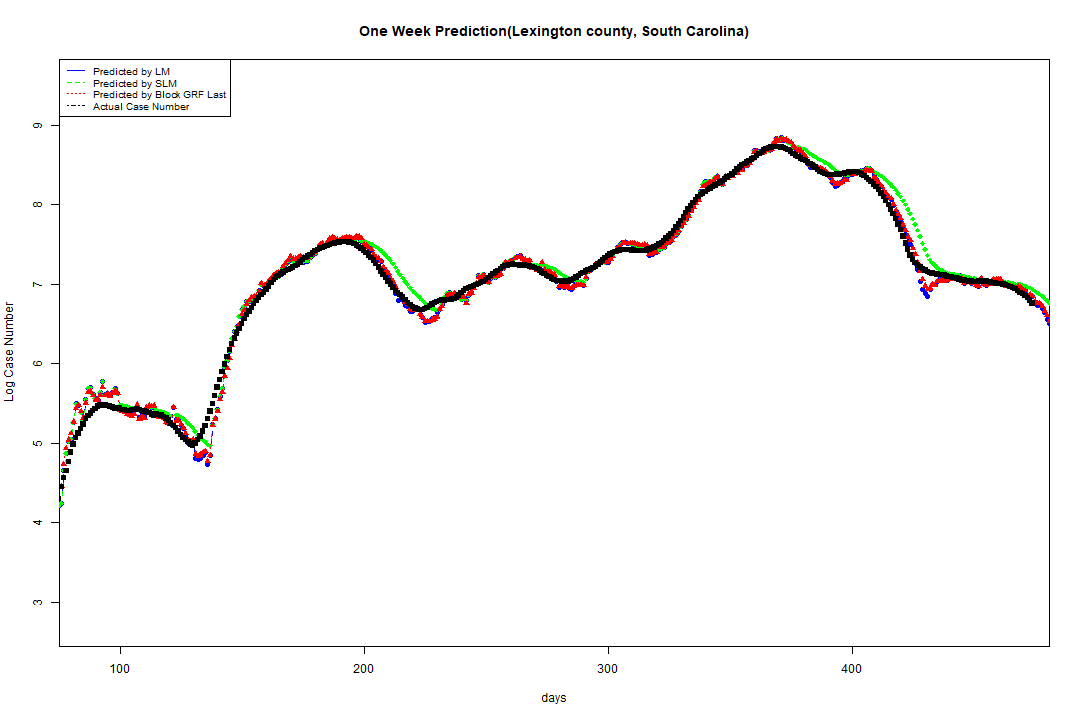 One Week Prediction(Lexington county, South Carolina)
Predicted by LM
Predicted by SLM
Predicted by Block GRF Last
Actual Case Number
9
8
7
6
5
4
3
Log Case Number
100 200 300 400
days